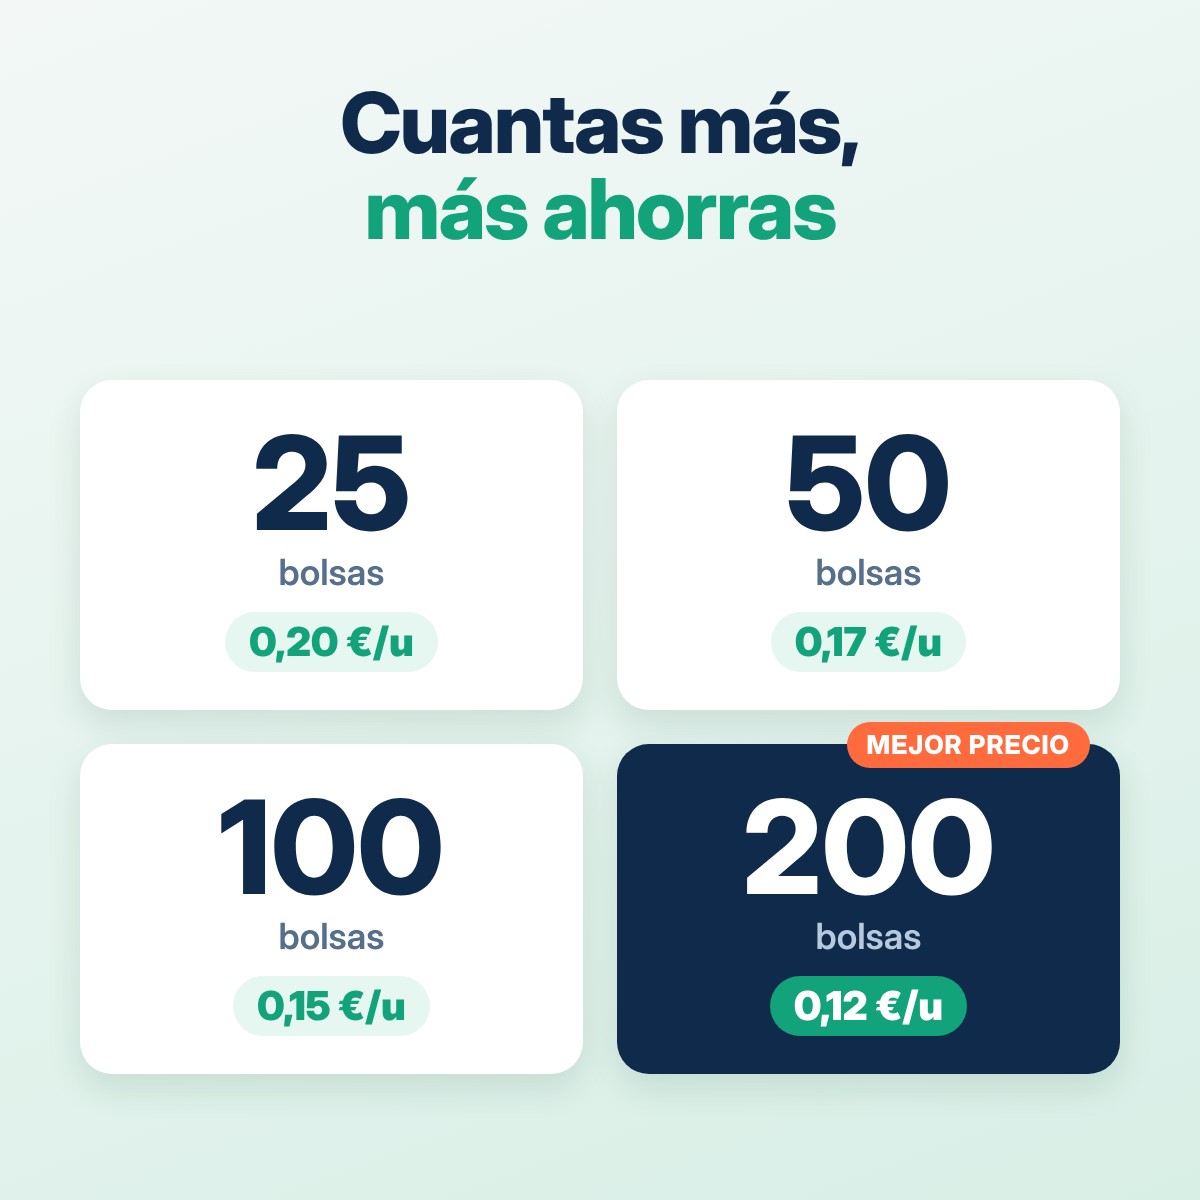 Cuantas más,
más ahorras
25
bolsas
0,20 €/u
50
bolsas
0,17 €/u
100
bolsas
0,15 €/u
MEJOR PRECIO
200
bolsas
0,12 €/u